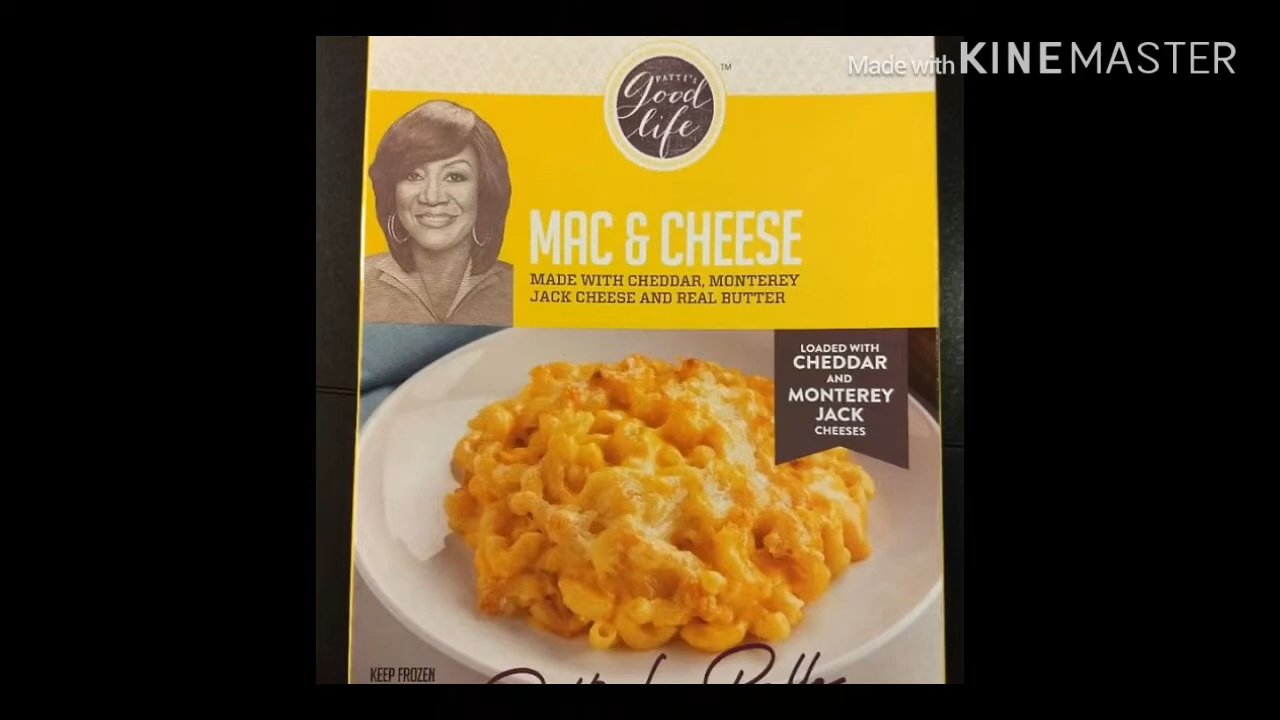 Made with KINEMASTER
PATTI'S
good
life
TM
MAC & CHEESE
MADE WITH CHEDDAR, MONTEREY
JACK CHEESE AND REAL BUTTER
LOADED WITH
CHEDDAR
AND
MONTEREY
JACK
CHEESES
KEEP FROZEN